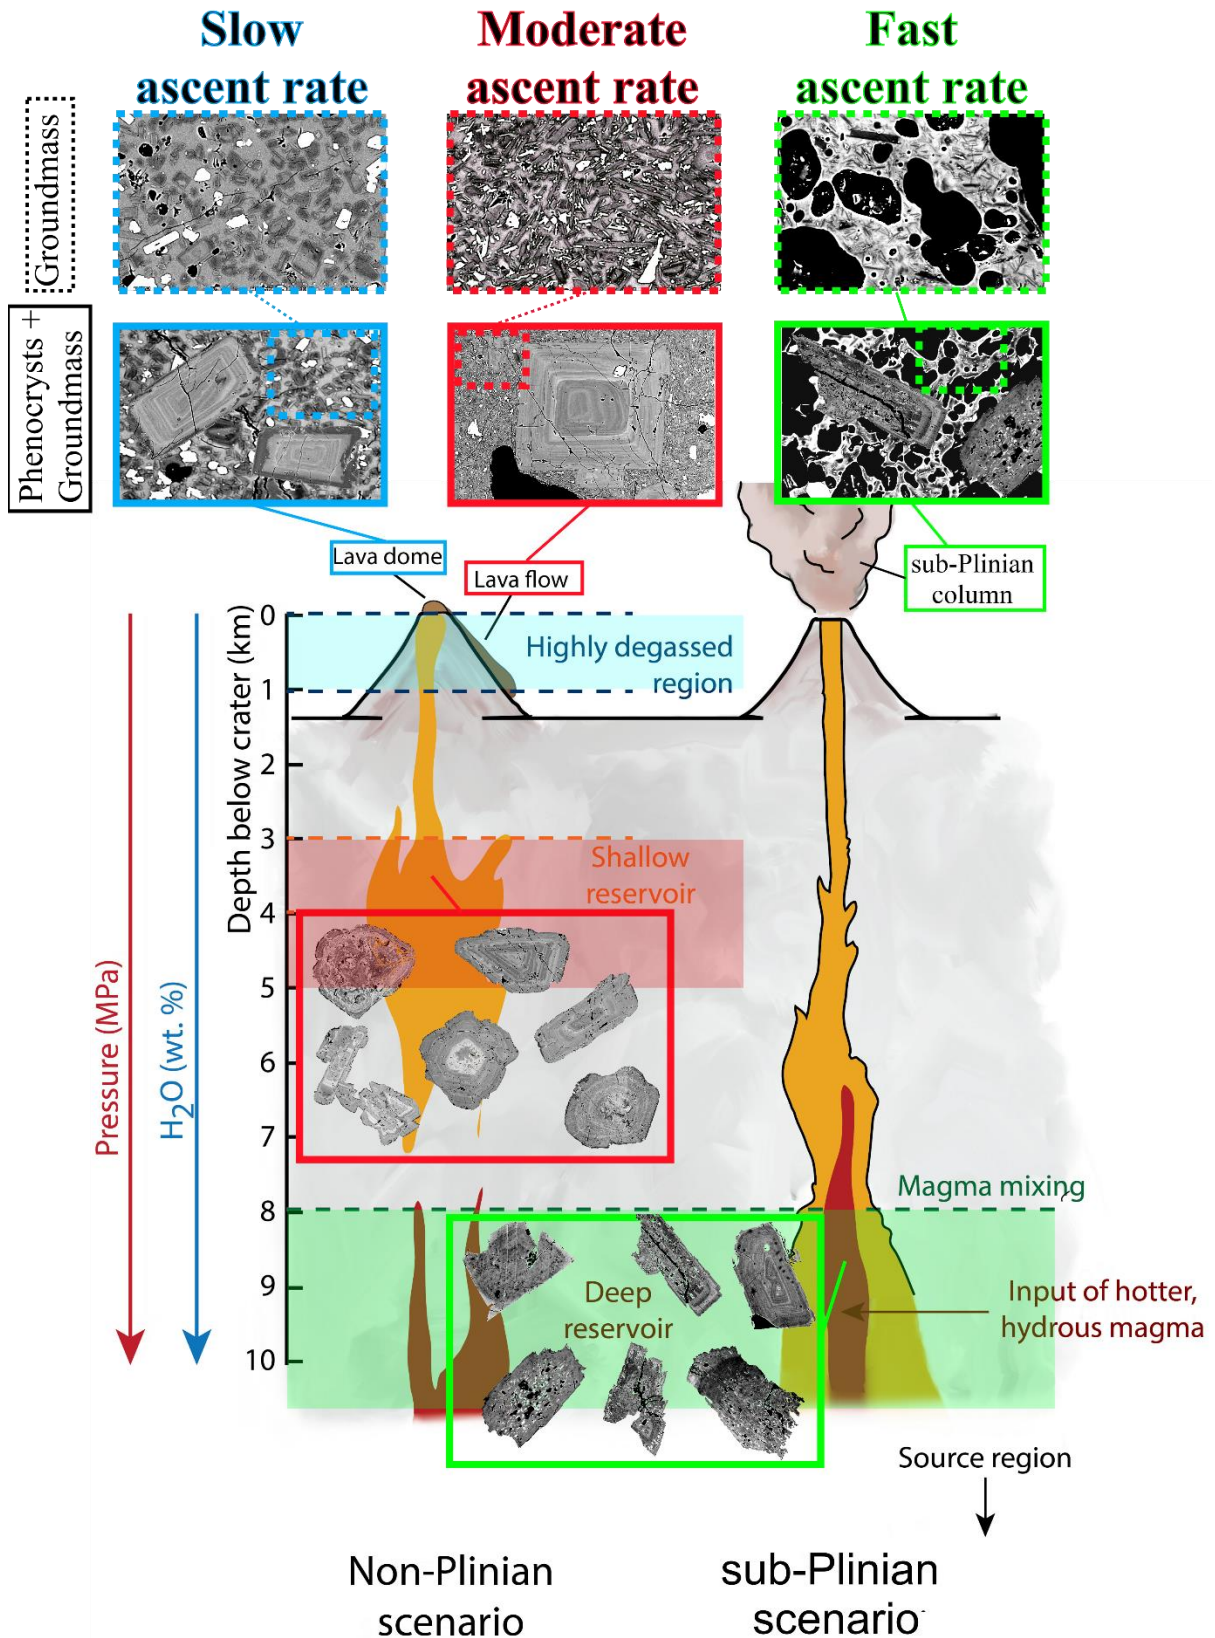 Slow
ascent rate
Moderate
ascent rate
Fast
ascent rate
Groundmass
Phenocrysts +
Groundmass
Lava dome
Lava flow
sub-Plinian
column
Pressure (MPa)
H₂O (wt. %)
Depth below crater (km)
0
1
2
3
4
5
6
7
8
9
10
Highly degassed
region
Shallow
reservoir
Magma mixing
Deep
reservoir
Input of hotter,
hydrous magma
Source region
Non-Plinian
scenario
sub-Plinian
scenario